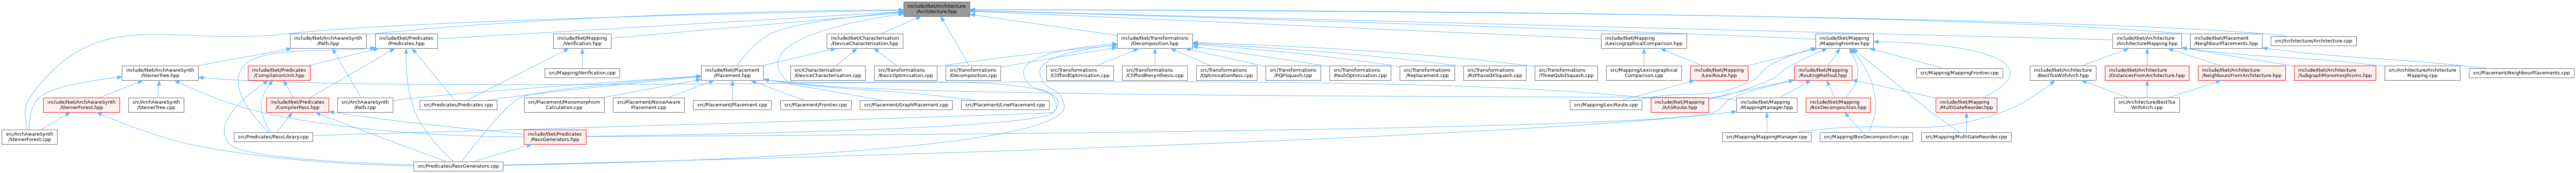 include/tket/Architecture
/Architecture.hpp
include/tket/ArchAwareSynth
/Path.hpp
include/tket/Predicates
/Predicates.hpp
include/tket/Mapping
/Verification.hpp
include/tket/Characterisation
/DeviceCharacterisation.hpp
include/tket/Transformations
/Decomposition.hpp
include/tket/Mapping
/LexicographicalComparison.hpp
include/tket/Mapping
/MappingFrontier.hpp
include/tket/Architecture
/ArchitectureMapping.hpp
include/tket/Placement
/NeighbourPlacements.hpp
src/Architecture/Architecture.cpp
include/tket/ArchAwareSynth
/SteinerTree.hpp
include/tket/Predicates
/CompilationUnit.hpp
src/Mapping/Verification.cpp
include/tket/Placement
/Placement.hpp
src/Characterisation
/DeviceCharacterisation.cpp
src/Transformations
/BasicOptimisation.cpp
src/Transformations
/Decomposition.cpp
src/Transformations
/CliffordOptimisation.cpp
src/Transformations
/CliffordResynthesis.cpp
src/Transformations
/OptimisationPass.cpp
src/Transformations
/PQPSquash.cpp
src/Transformations
/PauliOptimisation.cpp
src/Transformations
/Replacement.cpp
src/Transformations
/RzPhasedXSquash.cpp
src/Transformations
/ThreeQubitSquash.cpp
src/Mapping/Lexicographical
Comparison.cpp
include/tket/Mapping
/LexiRoute.hpp
include/tket/Mapping
/RoutingMethod.hpp
src/Mapping/MappingFrontier.cpp
include/tket/Architecture
/BestTsaWithArch.hpp
include/tket/Architecture
/DistancesFromArchitecture.hpp
include/tket/Architecture
/NeighboursFromArchitecture.hpp
include/tket/Architecture
/SubgraphMonomorphisms.hpp
src/Architecture/Architecture
Mapping.cpp
src/Placement/NeighbourPlacements.cpp
include/tket/ArchAwareSynth
/SteinerForest.hpp
src/ArchAwareSynth
/SteinerTree.cpp
include/tket/Predicates
/CompilerPass.hpp
src/ArchAwareSynth
/Path.cpp
src/Predicates/Predicates.cpp
src/Placement/Monomorphism
Calculation.cpp
src/Placement/NoiseAware
Placement.cpp
src/Placement/Placement.cpp
src/Placement/Frontier.cpp
src/Placement/GraphPlacement.cpp
src/Placement/LinePlacement.cpp
src/Mapping/LexiRoute.cpp
include/tket/Mapping
/AASRoute.hpp
include/tket/Mapping
/MappingManager.hpp
include/tket/Mapping
/BoxDecomposition.hpp
include/tket/Mapping
/MultiGateReorder.hpp
src/Architecture/BestTsa
WithArch.cpp
src/ArchAwareSynth
/SteinerForest.cpp
src/Predicates/PassLibrary.cpp
include/tket/Predicates
/PassGenerators.hpp
src/Mapping/MappingManager.cpp
src/Mapping/BoxDecomposition.cpp
src/Mapping/MultiGateReorder.cpp
src/Predicates/PassGenerators.cpp